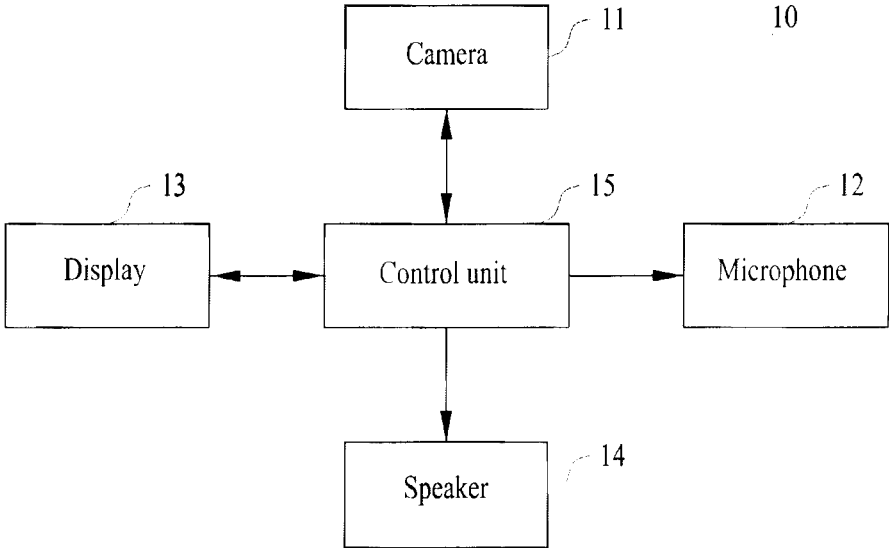 11
10
Camera
13
15
12
Display
Control unit
Microphone
14
Speaker